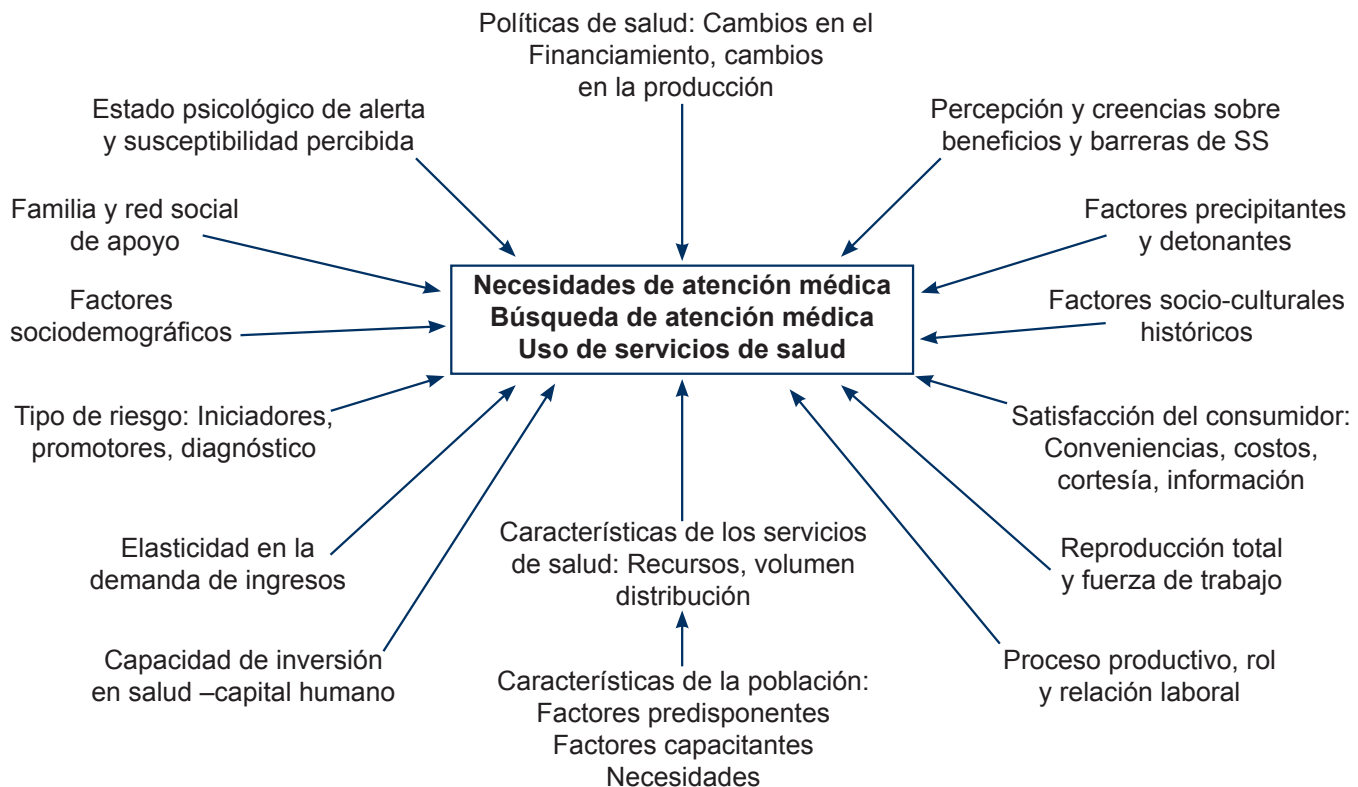 Políticas de salud: Cambios en el
Financiamiento, cambios
en la producción
Estado psicológico de alerta
y susceptibilidad percibida
Percepción y creencias sobre
beneficios y barreras de SS
Familia y red social
de apoyo
Factores precipitantes
y detonantes
Necesidades de atención médica
Búsqueda de atención médica
Uso de servicios de salud
Factores
sociodemográficos
Factores socio-culturales
históricos
Tipo de riesgo: Iniciadores,
promotores, diagnóstico
Satisfacción del consumidor:
Conveniencias, costos,
cortesía, información
Elasticidad en la
demanda de ingresos
Características de los servicios
de salud: Recursos, volumen
distribución
Reproducción total
y fuerza de trabajo
Capacidad de inversión
en salud –capital humano
Características de la población:
Factores predisponentes
Factores capacitantes
Necesidades
Proceso productivo, rol
y relación laboral